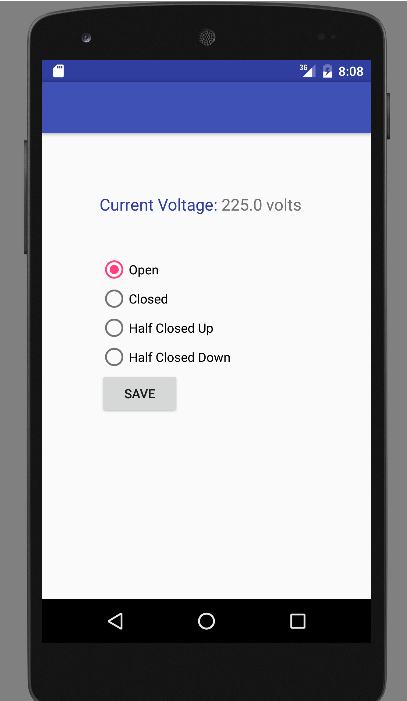 3G 8:08
Current Voltage: 225.0 volts
Open
Closed
Half Closed Up
Half Closed Down
SAVE